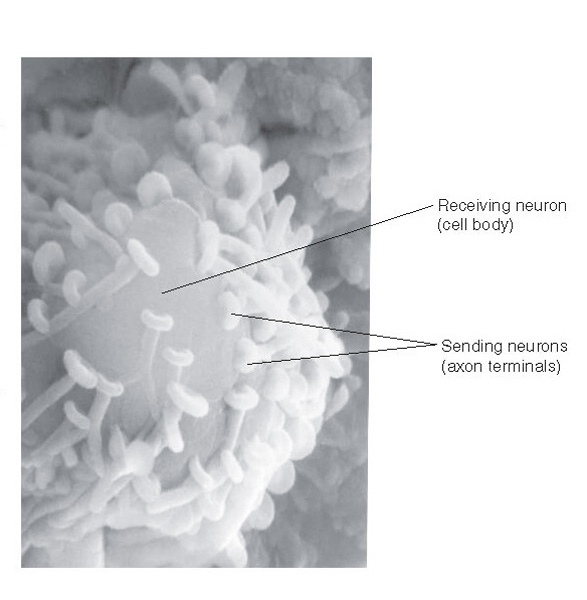 Receiving neuron
(cell body)
Sending neurons
(axon terminals)